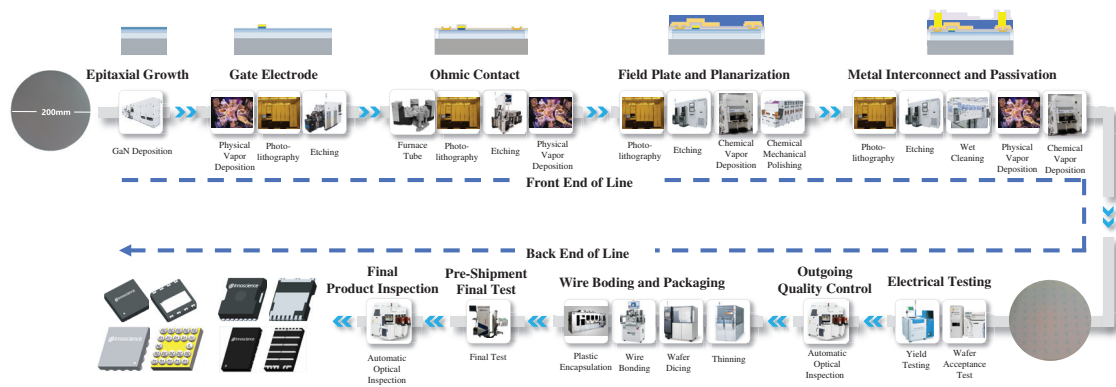 Epitaxial Growth
Gate Electrode
Ohmic Contact
Field Plate and Planarization
Metal Interconnect and Passivation
200mm
GaN Deposition
Physical
Vapor
Deposition
Photo-
lithography
Etching
Furnace
Tube
Photo-
lithography
Etching
Physical
Vapor
Deposition
Photo-
lithography
Etching
Chemical
Vapor
Deposition
Chemical
Mechanical
Polishing
Photo-
lithography
Etching
Wet
Cleaning
Physical
Vapor
Deposition
Chemical
Vapor
Deposition
Front End of Line
Back End of Line
Final
Product Inspection
Pre-Shipment
Final Test
Wire Boding and Packaging
Outgoing
Quality Control
Electrical Testing
Innoscience
Innoscience
Innoscience
Innoscience
Automatic
Optical
Inspection
Final Test
Plastic
Encapsulation
Wire
Bonding
Wafer
Dicing
Thinning
Automatic
Optical
Inspection
Yield
Testing
Wafer
Acceptance
Test